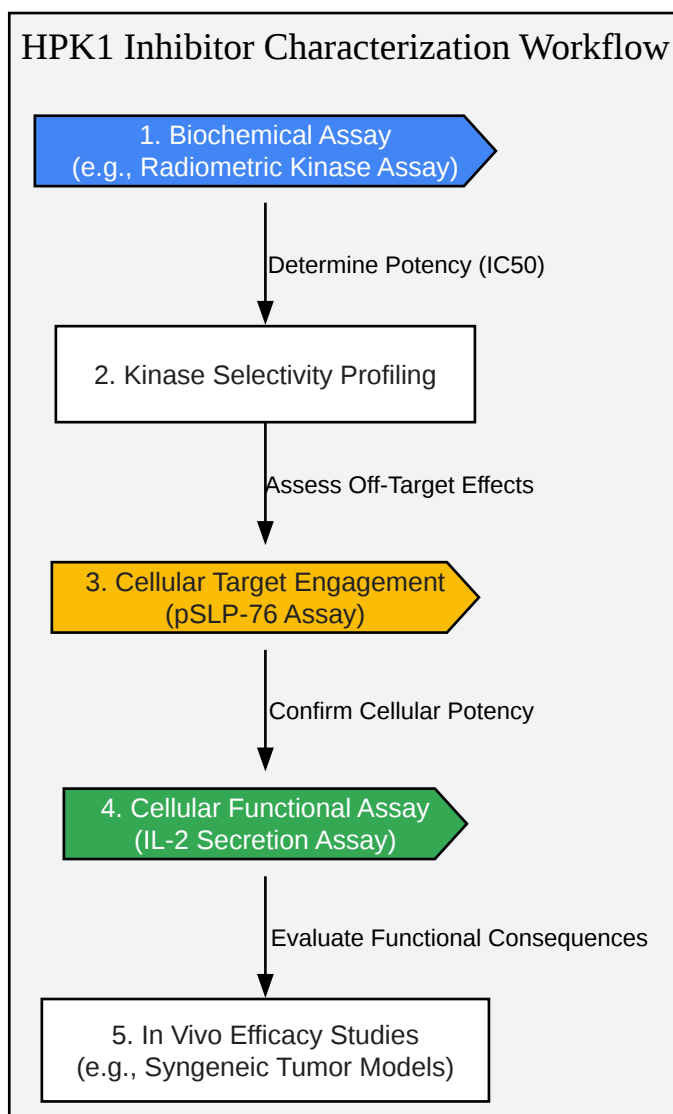 HPK1 Inhibitor Characterization Workflow
1. Biochemical Assay
(e.g., Radiometric Kinase Assay)
Determine Potency (IC50)
2. Kinase Selectivity Profiling
Assess Off-Target Effects
3. Cellular Target Engagement
(pSLP-76 Assay)
Confirm Cellular Potency
4. Cellular Functional Assay
(IL-2 Secretion Assay)
Evaluate Functional Consequences
5. In Vivo Efficacy Studies
(e.g., Syngeneic Tumor Models)